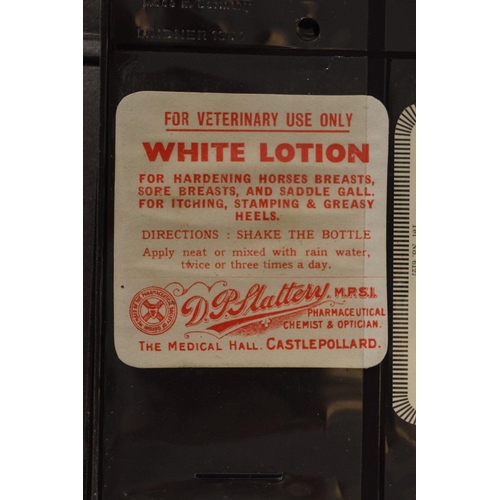 LINDNER
FOR VETERINARY USE ONLY
WHITE LOTION
FOR HARDENING HORSES BREASTS,
SORE BREASTS, AND SADDLE GALL.
FOR ITCHING, STAMPING & GREASY
HEELS.
DIRECTIONS : SHAKE THE BOTTLE
Apply neat or mixed with rain water,
twice or three times a day.
D.P. Slattery, M.P.S.I.
PHARMACEUTICAL
CHEMIST & OPTICIAN.
THE MEDICAL HALL. CASTLEPOLLARD.